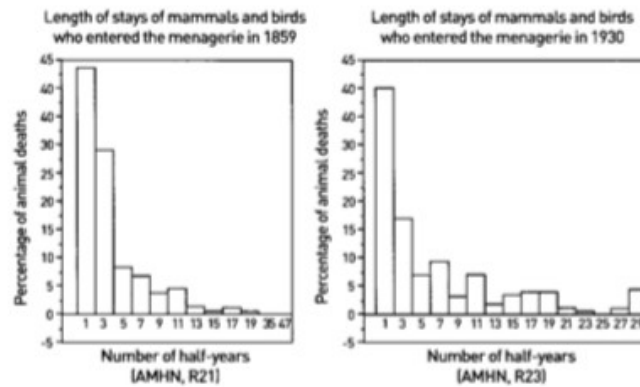 Length of stays of mammals and birds
who entered the menagerie in 1859
Percentage of animal deaths
45
40
35
30
25
20
15
10
5
0
-5
1 3 5 7 9 11 13 15 17 19 35 47
Number of half-years
(AMHN, R21)
Length of stays of mammals and birds
who entered the menagerie in 1930
Percentage of animal deaths
45
40
35
30
25
20
15
10
5
0
-5
1 3 5 7 9 11 13 15 17 19 21 23 25 27 29
Number of half-years
(AMHN, R23)